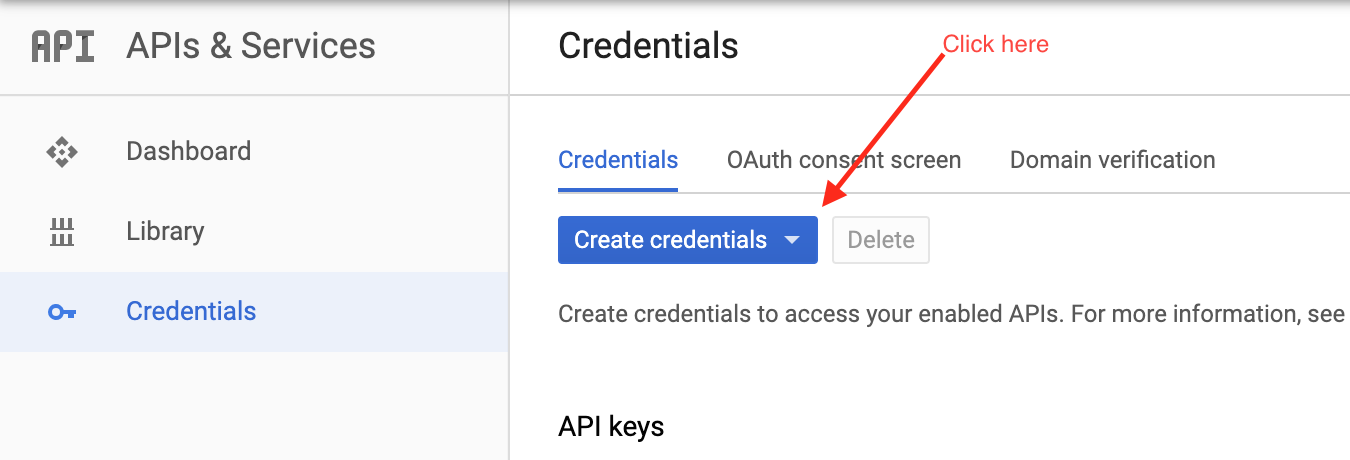 API APIs & Services
Dashboard
Library
Credentials
Credentials
Click here
Credentials OAuth consent screen Domain verification
Create credentials Delete
Create credentials to access your enabled APIs. For more information, see
API keys